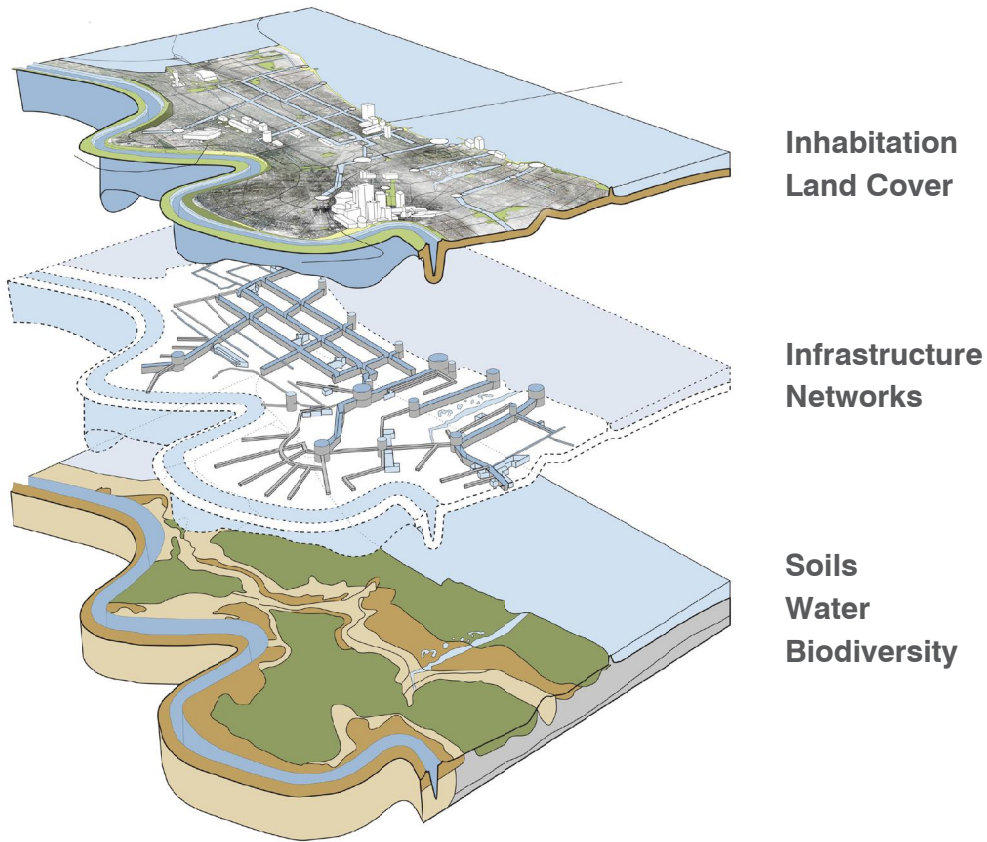 Inhabitation
Land Cover
Infrastructure
Networks
Soils
Water
Biodiversity